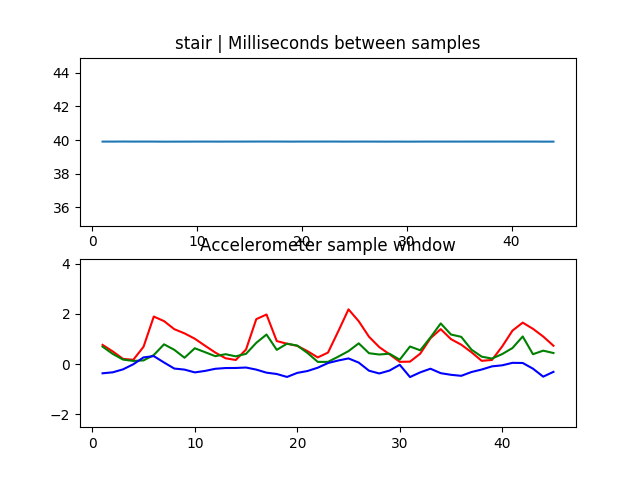 stair | Milliseconds between samples
44
42
40
38
36
0 10 20 30 40
Accelerometer sample window
4
2
0
−2
0 10 20 30 40